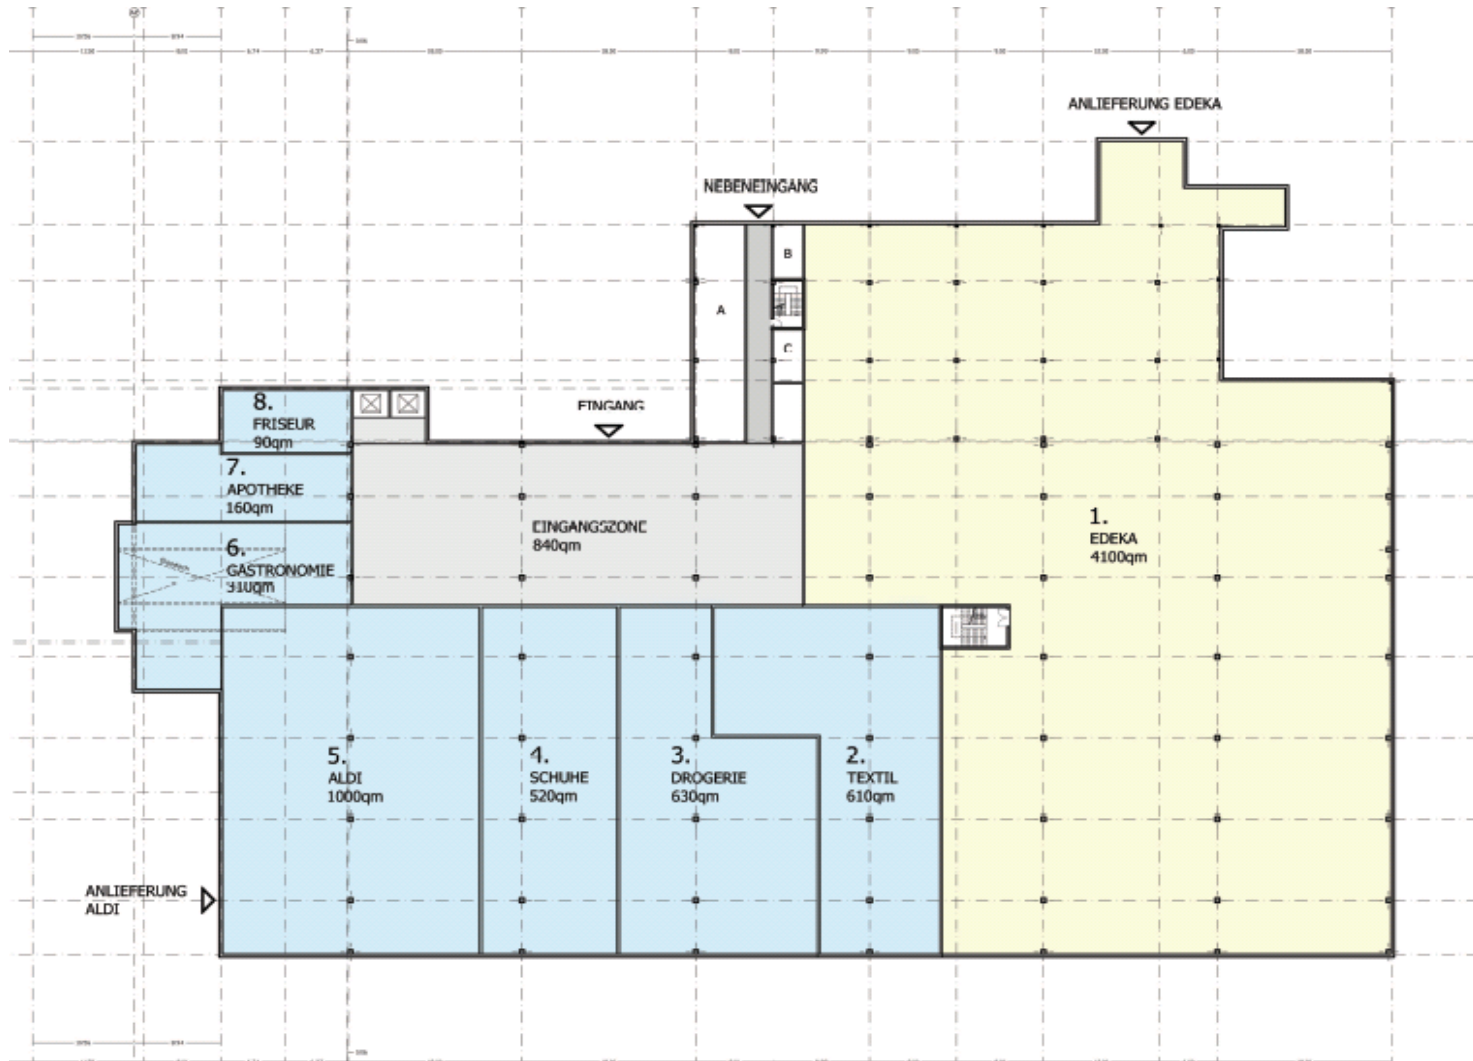 ANLIEFERUNG EDEKA
NEBENEINGANG
B
A
C
EINGANG
8.
FRISEUR
90qm
7.
APOTHEKE
160qm
6.
GASTRONOMIE
310qm
EINGANGSZONE
840qm
1.
EDEKA
4100qm
5.
ALDI
1000qm
4.
SCHUHE
520qm
3.
DROGERIE
630qm
2.
TEXTIL
610qm
ANLIEFERUNG
ALDI